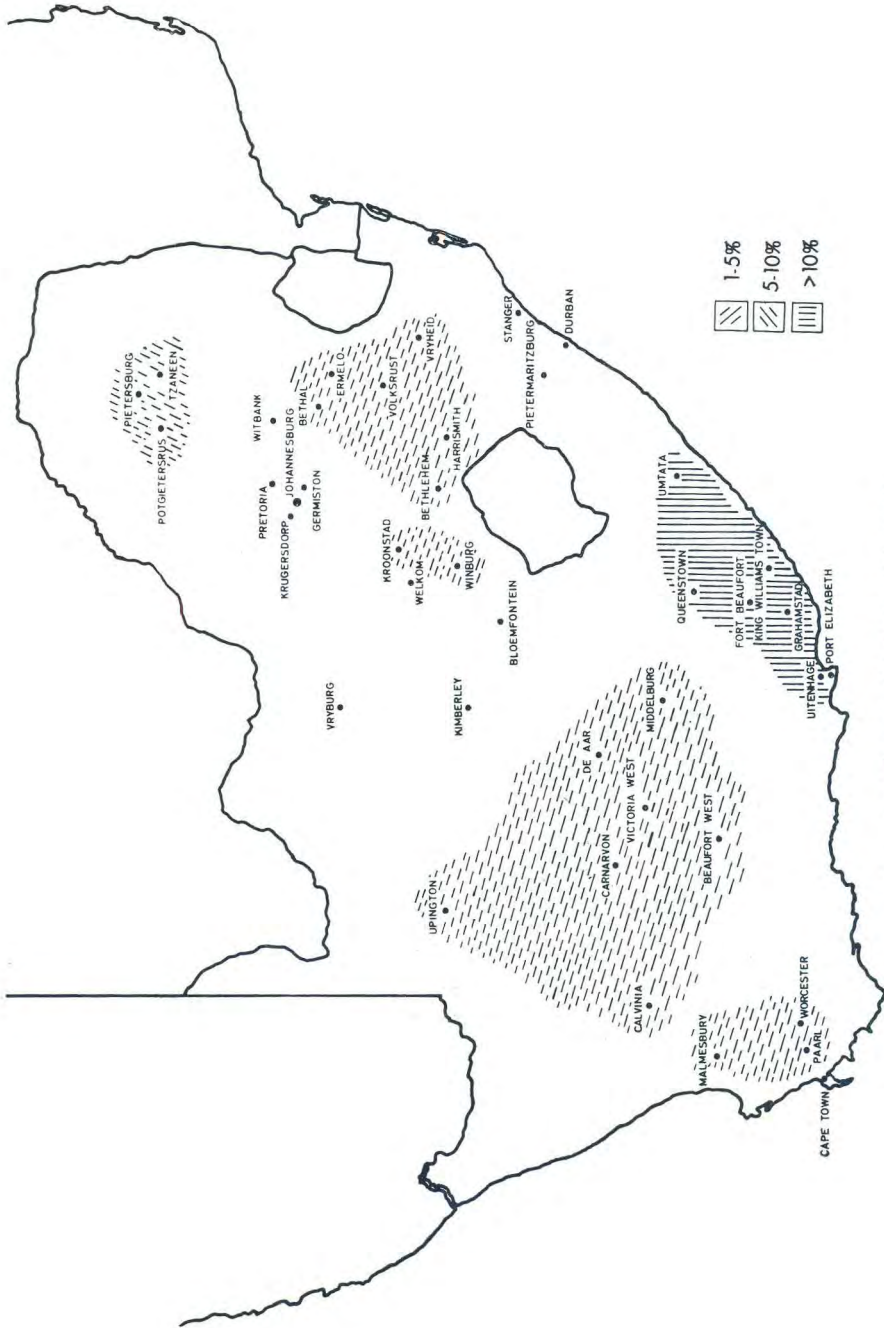 PIETERSBURG
TZANEEN
POTGIETERSRUS
WITBANK
PRETORIA
JOHANNESBURG
KRUGERSDORP
GERMISTON
BETHAL
ERMELO
VOLKSRUST
VRYHEID
HARRISMITH
BETHLEHEM
KROONSTAD
WELKOM
WINBURG
BLOEMFONTEIN
VRYBURG
KIMBERLEY
STANGER
PIETERMARITZBURG
DURBAN
UMTATA
QUEENSTOWN
FORT BEAUFORT
KING WILLIAMS TOWN
GRAHAMSTAD
UITENHAGE
PORT ELIZABETH
MIDDELBURG
DE AAR
VICTORIA WEST
CARNARVON
BEAUFORT WEST
UPINGTON
CALVINIA
MALMESBURY
WORCESTER
PAARL
CAPE TOWN
1-5%
5-10%
>10%